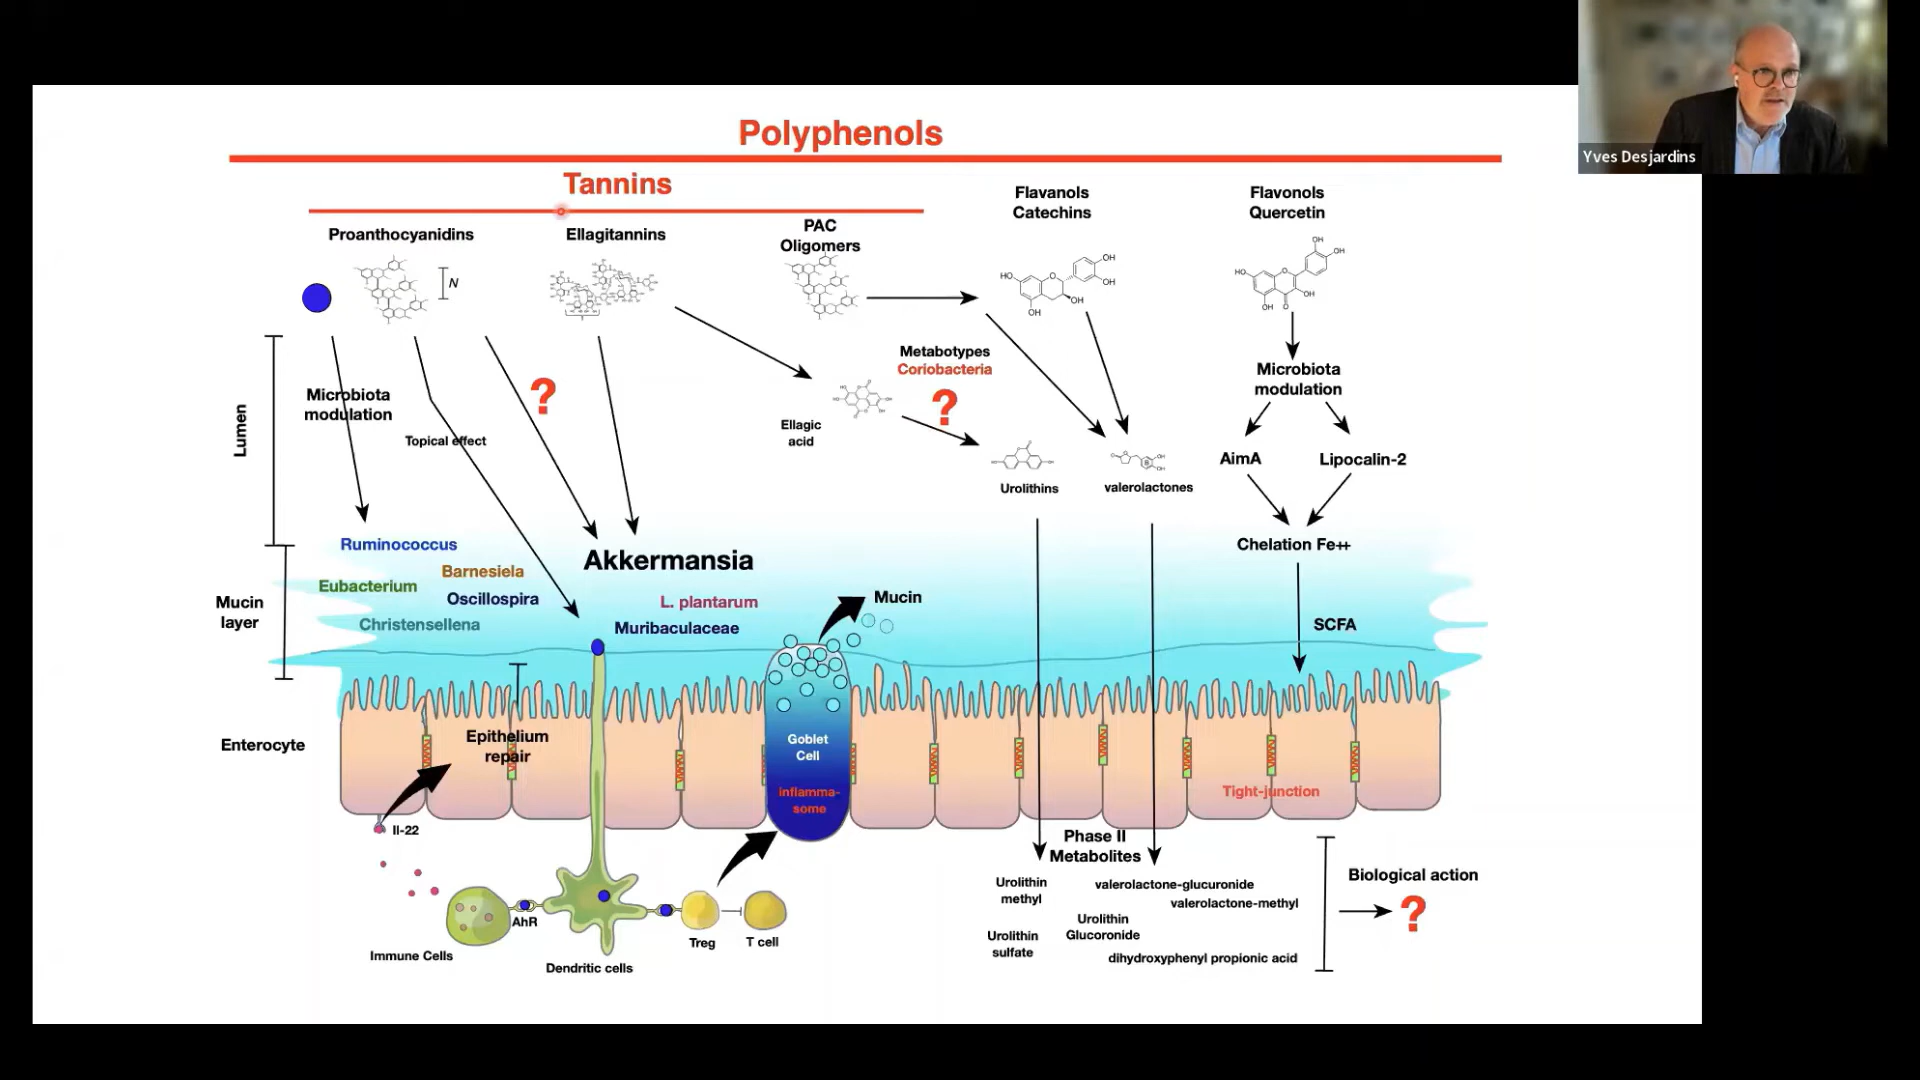 Polyphenols
Yves Desjardins
Tannins
Flavanols
Catechins
Flavonols
Quercetin
Proanthocyanidins
Ellagitannins
PAC
Oligomers
N
Lumen
Microbiota
modulation
Topical effect
?
Ellagic
acid
Metabotypes
Coriobacteria
?
Urolithins
valerolactones
Microbiota
modulation
AimA
Lipocalin-2
Chelation Fe++
SCFA
Mucin
layer
Ruminococcus
Barnesiela
Eubacterium
Oscillospira
Christensellena
Akkermansia
L. plantarum
Muribaculaceae
Mucin
Enterocyte
Epithelium
repair
Goblet
Cell
inflamma-
some
Tight-junction
Il-22
AhR
Immune Cells
Dendritic cells
Treg
T cell
Phase II
Metabolites
Urolithin
methyl
valerolactone-glucuronide
valerolactone-methyl
Urolithin
Glucoronide
Urolithin
sulfate
dihydroxyphenyl propionic acid
Biological action
?